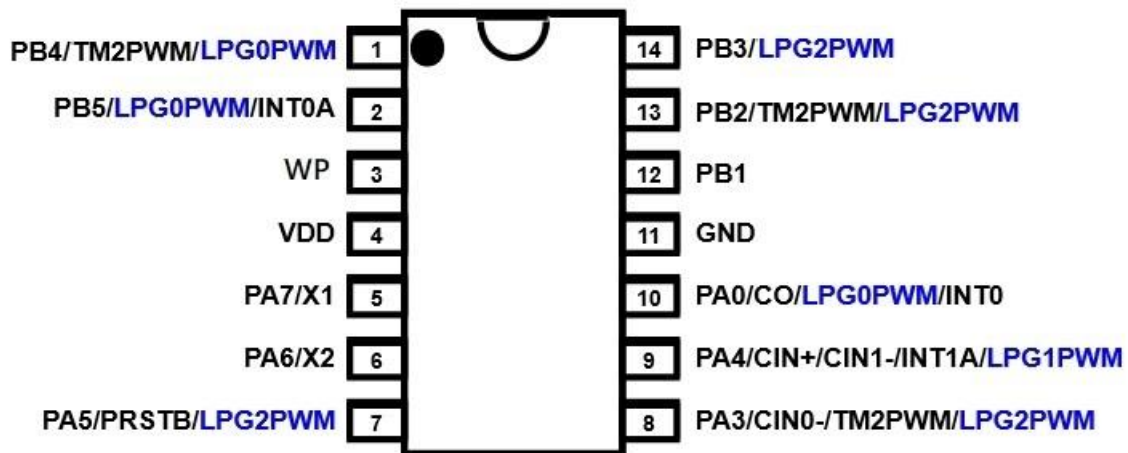 PB4/TM2PWM/LPG0PWM 1 14 PB3/LPG2PWM
PB5/LPG0PWM/INT0A 2 13 PB2/TM2PWM/LPG2PWM
WP 3 12 PB1
VDD 4 11 GND
PA7/X1 5 10 PA0/CO/LPG0PWM/INT0
PA6/X2 6 9 PA4/CIN+/CIN1-/INT1A/LPG1PWM
PA5/PRSTB/LPG2PWM 7 8 PA3/CIN0-/TM2PWM/LPG2PWM